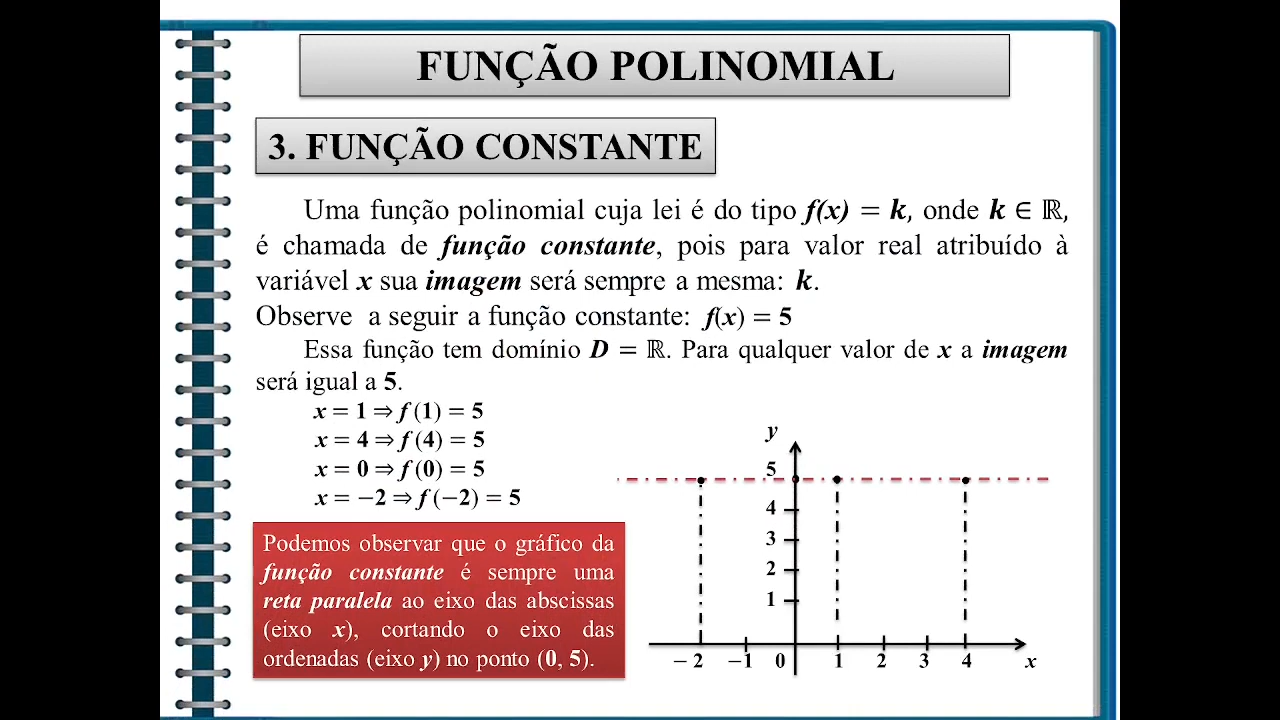 FUNÇÃO POLINOMIAL
3. FUNÇÃO CONSTANTE
Uma função polinomial cuja lei é do tipo f(x) = k, onde k ∈ ℝ,
é chamada de função constante, pois para valor real atribuído à
variável x sua imagem será sempre a mesma: k.
Observe a seguir a função constante: f(x) = 5
Essa função tem domínio D = ℝ. Para qualquer valor de x a imagem
será igual a 5.
x = 1 ⇒ f (1) = 5
x = 4 ⇒ f (4) = 5
x = 0 ⇒ f (0) = 5
x = −2 ⇒ f (−2) = 5
Podemos observar que o gráfico da
função constante é sempre uma
reta paralela ao eixo das abscissas
(eixo x), cortando o eixo das
ordenadas (eixo y) no ponto (0, 5).
y
5
4
3
2
1
−2 −1 0 1 2 3 4 x